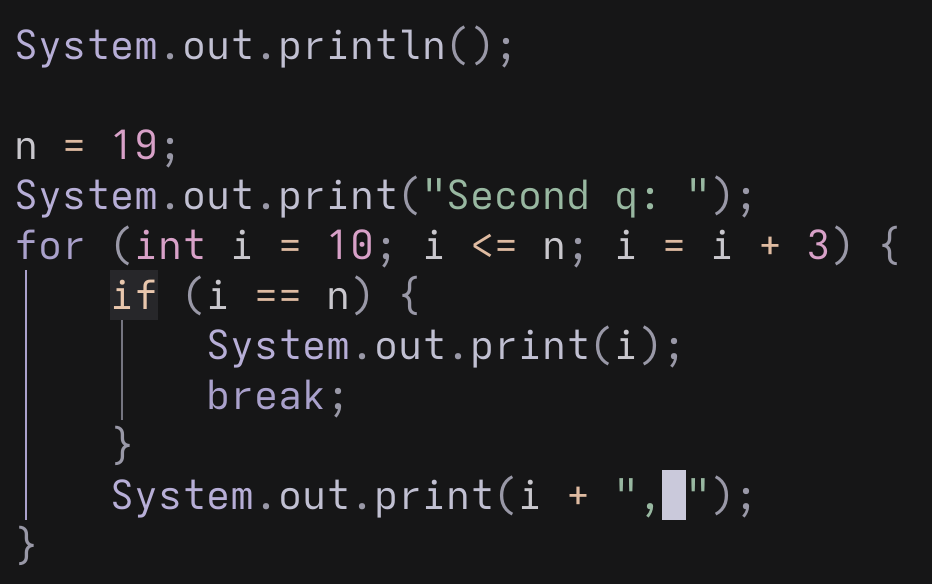 System.out.println();

n = 19;
System.out.print("Second q: ");
for (int i = 10; i <= n; i = i + 3) {
    if (i == n) {
        System.out.print(i);
        break;
    }
    System.out.print(i + ", ");
}